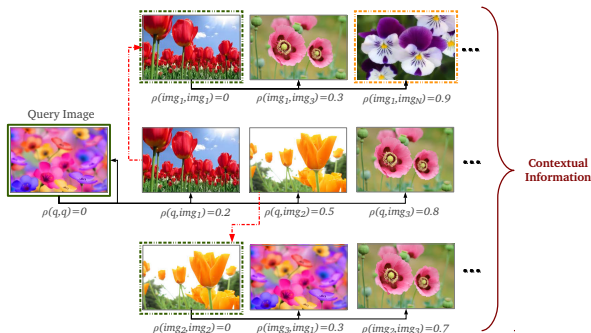 ρ(img₁,img₁)=0
ρ(img₁,img₃)=0.3
ρ(img₁,imgN)=0.9
Query Image
Contextual
Information
ρ(q,q)=0
ρ(q,img₁)=0.2
ρ(q,img₂)=0.5
ρ(q,img₃)=0.8
ρ(img₂,img₂)=0
ρ(img₃,img₁)=0.3
ρ(img₂,img₃)=0.7